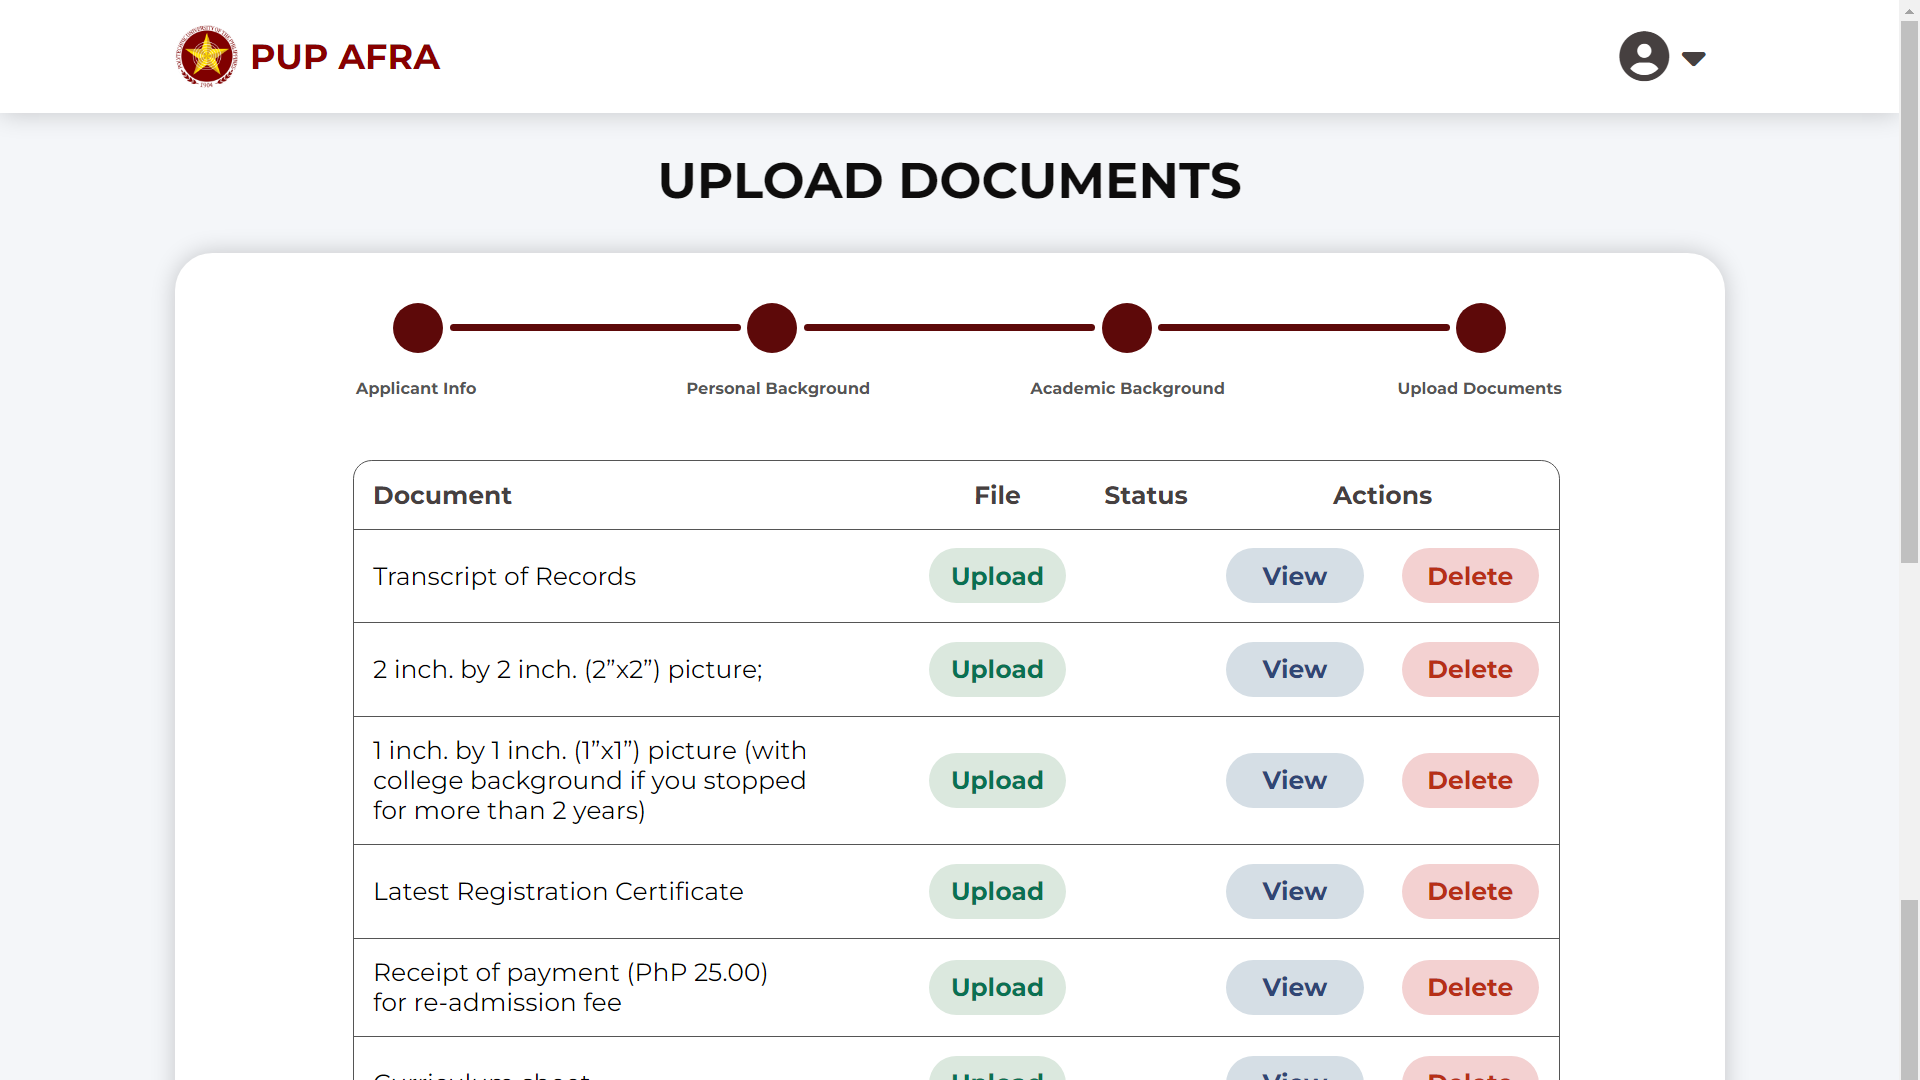 PUP AFRA
UPLOAD DOCUMENTS
Applicant Info
Personal Background
Academic Background
Upload Documents
Document File Status Actions
Transcript of Records Upload View Delete
2 inch. by 2 inch. (2”x2”) picture; Upload View Delete
1 inch. by 1 inch. (1”x1”) picture (with
college background if you stopped
for more than 2 years)
Upload View Delete
Latest Registration Certificate Upload View Delete
Receipt of payment (PhP 25.00)
for re-admission fee
Upload View Delete
Curriculum sheet Upload View Delete